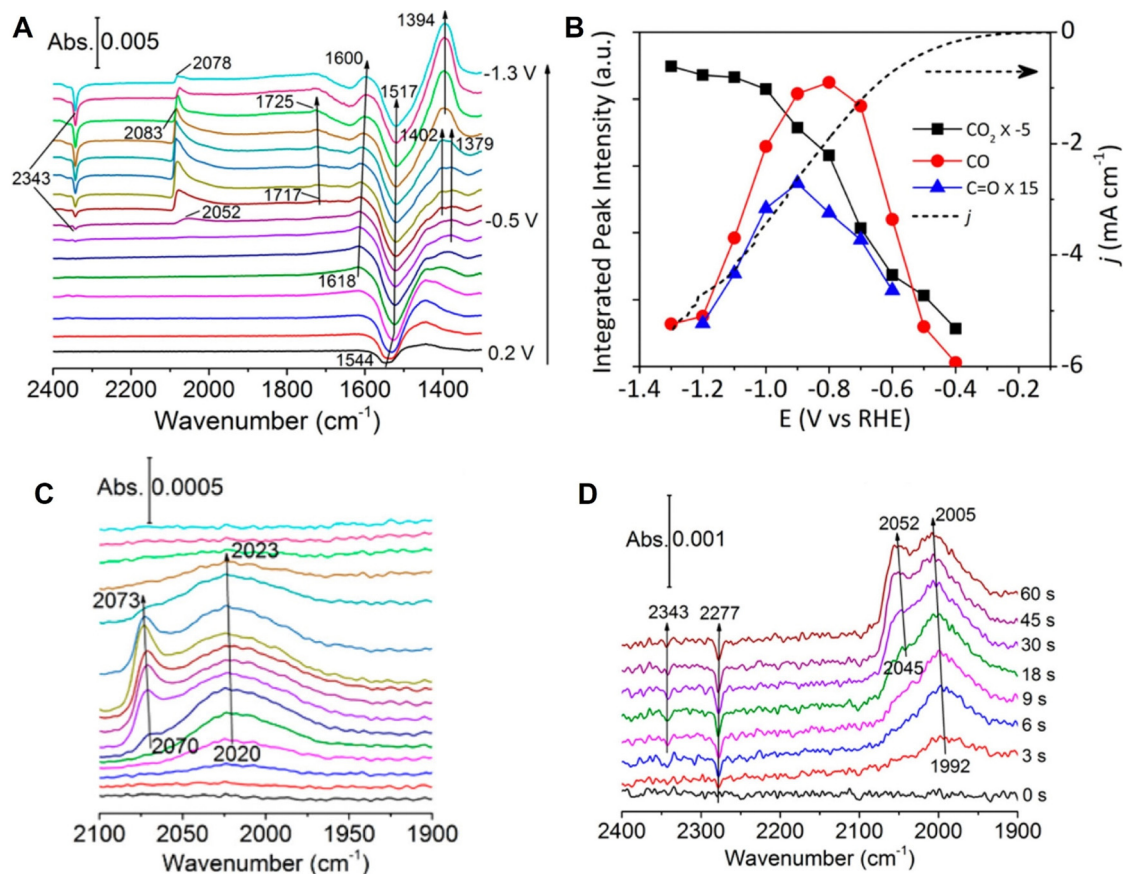 A
Abs. 0.005
2078
2083
2343
2052
1725
1717
1600
1618
1544
1517
1394
1402
1379
-1.3 V
-0.5 V
0.2 V
2400 2200 2000 1800 1600 1400
Wavenumber (cm-1)
B
Integrated Peak Intensity (a.u.)
CO2 X -5
CO
C=O X 15
j
0
-2
-4
-6
j (mA cm-1)
-1.4 -1.2 -1.0 -0.8 -0.6 -0.4 -0.2
E (V vs RHE)
C
Abs. 0.0005
2073
2023
2070
2020
2100 2050 2000 1950 1900
Wavenumber (cm-1)
D
Abs. 0.001
2343
2277
2052
2005
2045
1992
60 s
45 s
30 s
18 s
9 s
6 s
3 s
0 s
2400 2300 2200 2100 2000 1900
Wavenumber (cm-1)